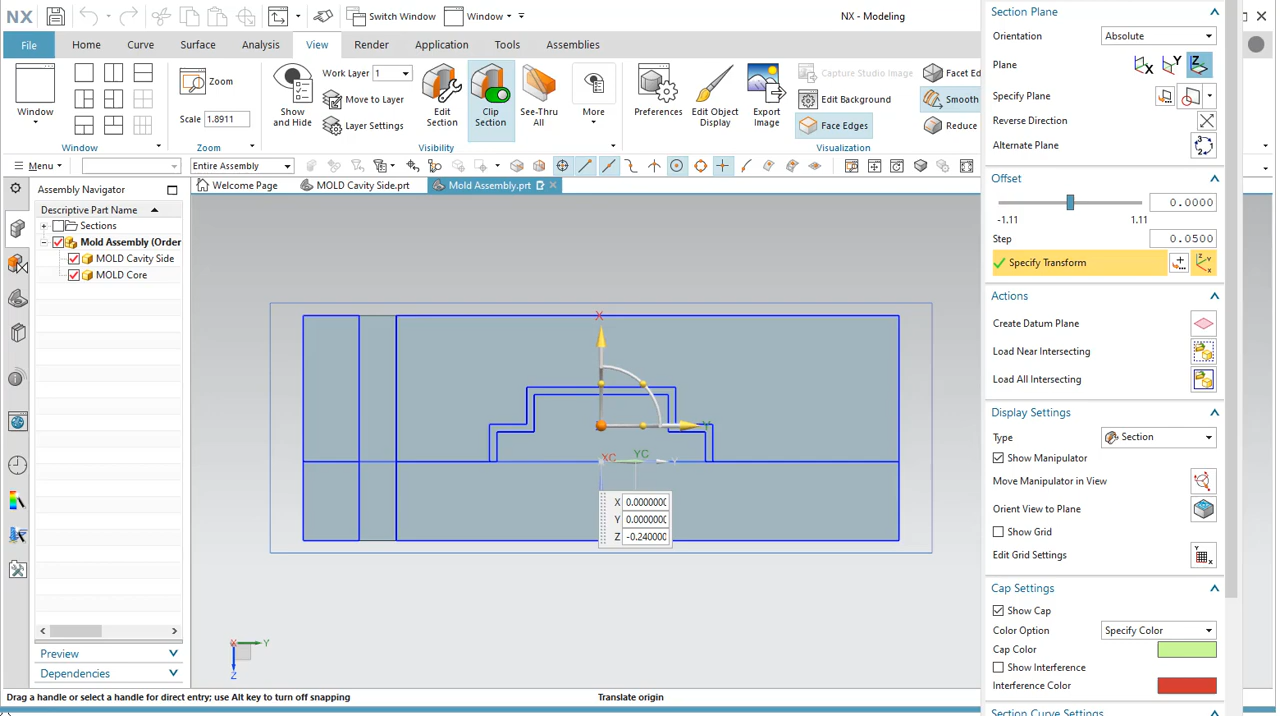 NX
Switch Window
Window
NX - Modeling
File
Home
Curve
Surface
Analysis
View
Render
Application
Tools
Assemblies
Window
Zoom
Scale
1.8911
Show and Hide
Work Layer
1
Move to Layer
Layer Settings
Edit Section
Clip Section
See-Thru All
More
Preferences
Edit Object Display
Export Image
Capture Studio Image
Edit Background
Face Edges
Facet Ed
Smooth
Reduce
Window
Zoom
Visibility
Visualization
Menu
Entire Assembly
Assembly Navigator
Welcome Page
MOLD Cavity Side.prt
Mold Assembly.prt
Descriptive Part Name
Sections
Mold Assembly (Order
MOLD Cavity Side
MOLD Core
X
Y
XC
YC
X 0.0000000
Y 0.0000000
Z -0.240000
X
Y
Z
Preview
Dependencies
Drag a handle or select a handle for direct entry; use Alt key to turn off snapping
Translate origin
Section Plane
Orientation
Absolute
Plane
X
Y
Z
Specify Plane
Reverse Direction
Alternate Plane
Offset
0.0000
-1.11
1.11
Step
0.0500
Specify Transform
Actions
Create Datum Plane
Load Near Intersecting
Load All Intersecting
Display Settings
Type
Section
Show Manipulator
Move Manipulator in View
Orient View to Plane
Show Grid
Edit Grid Settings
Cap Settings
Show Cap
Color Option
Specify Color
Cap Color
Show Interference
Interference Color
Section Curve Settings